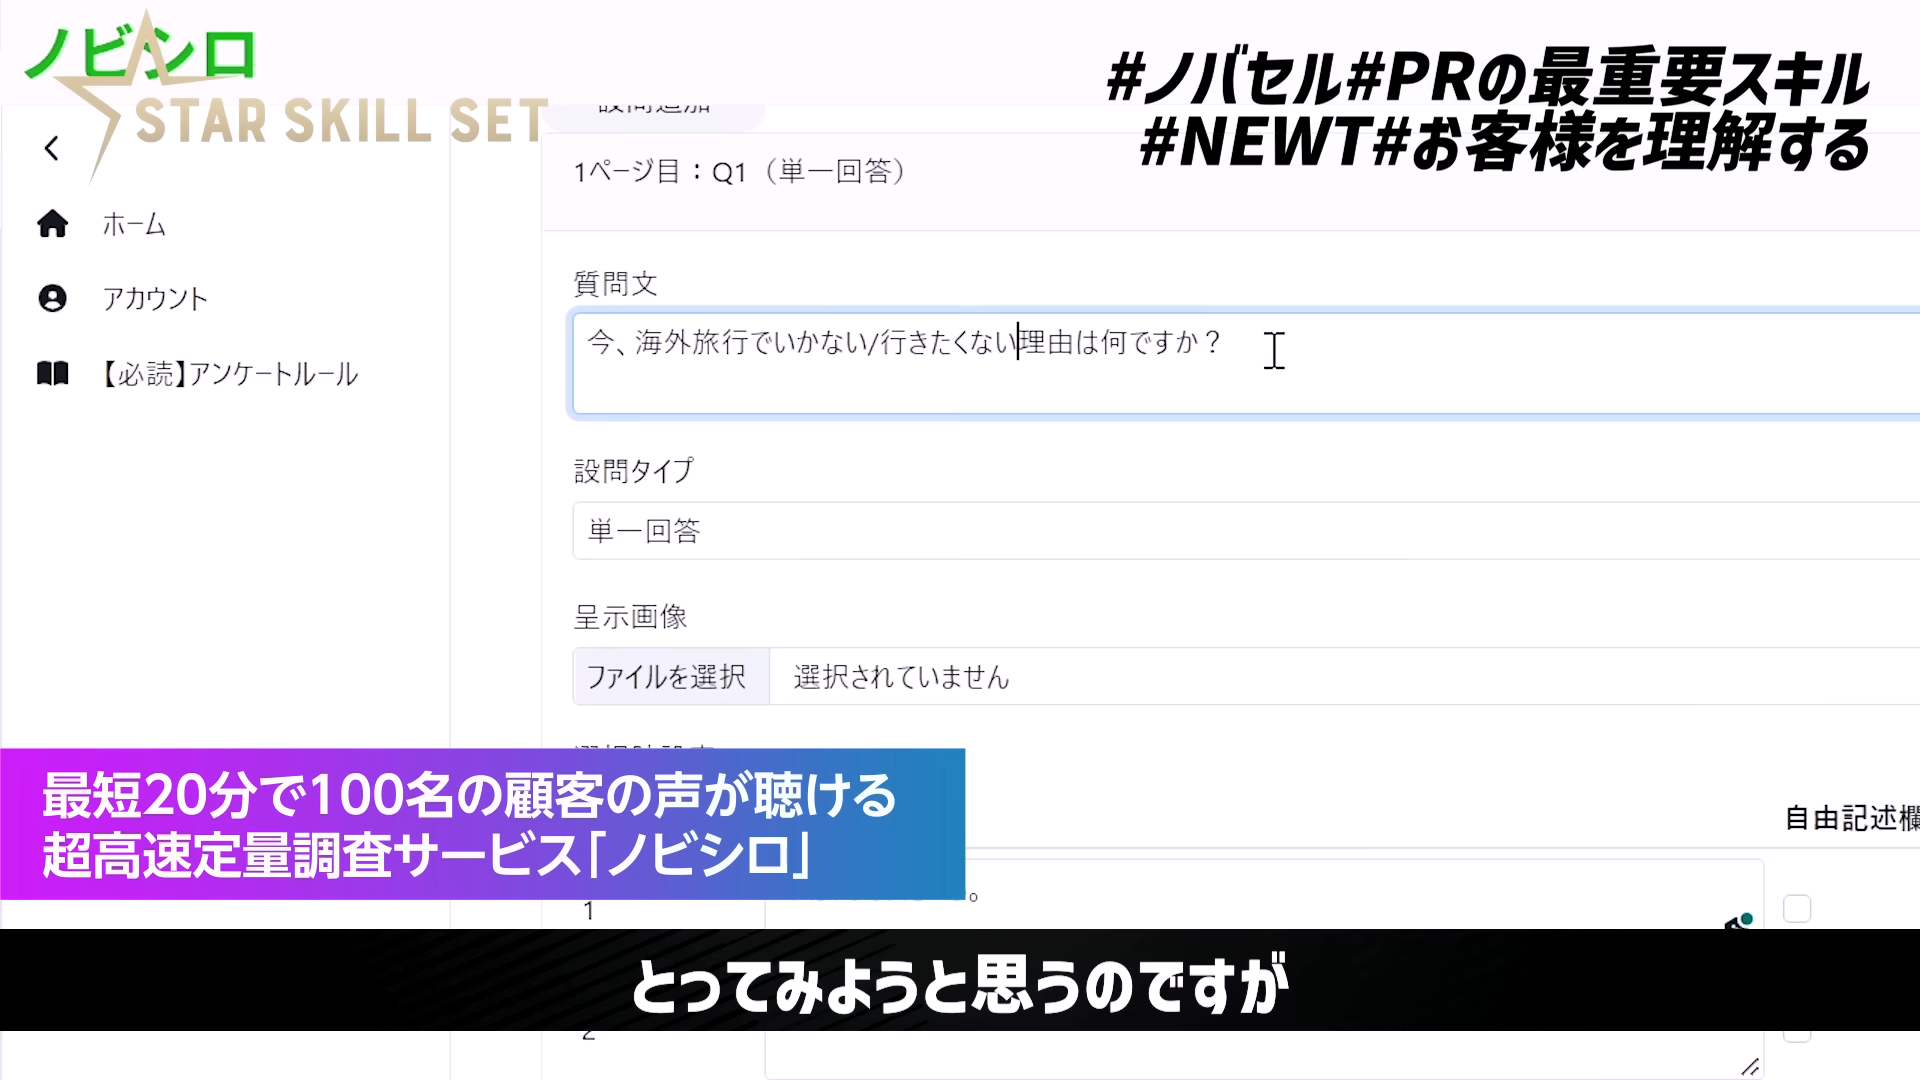 ノビシロ
STAR SKILL SET
#ノバセル#PRの最重要スキル
#NEWT#お客様を理解する
設問追加
1ページ目：Q1（単一回答）
ホーム
アカウント
【必読】アンケートルール
質問文
今、海外旅行でいかない/行きたくない理由は何ですか？
設問タイプ
単一回答
呈示画像
ファイルを選択 選択されていません
最短20分で100名の顧客の声が聴ける
超高速定量調査サービス「ノビシロ」
自由記述欄
1
とってみようと思うのですが
2